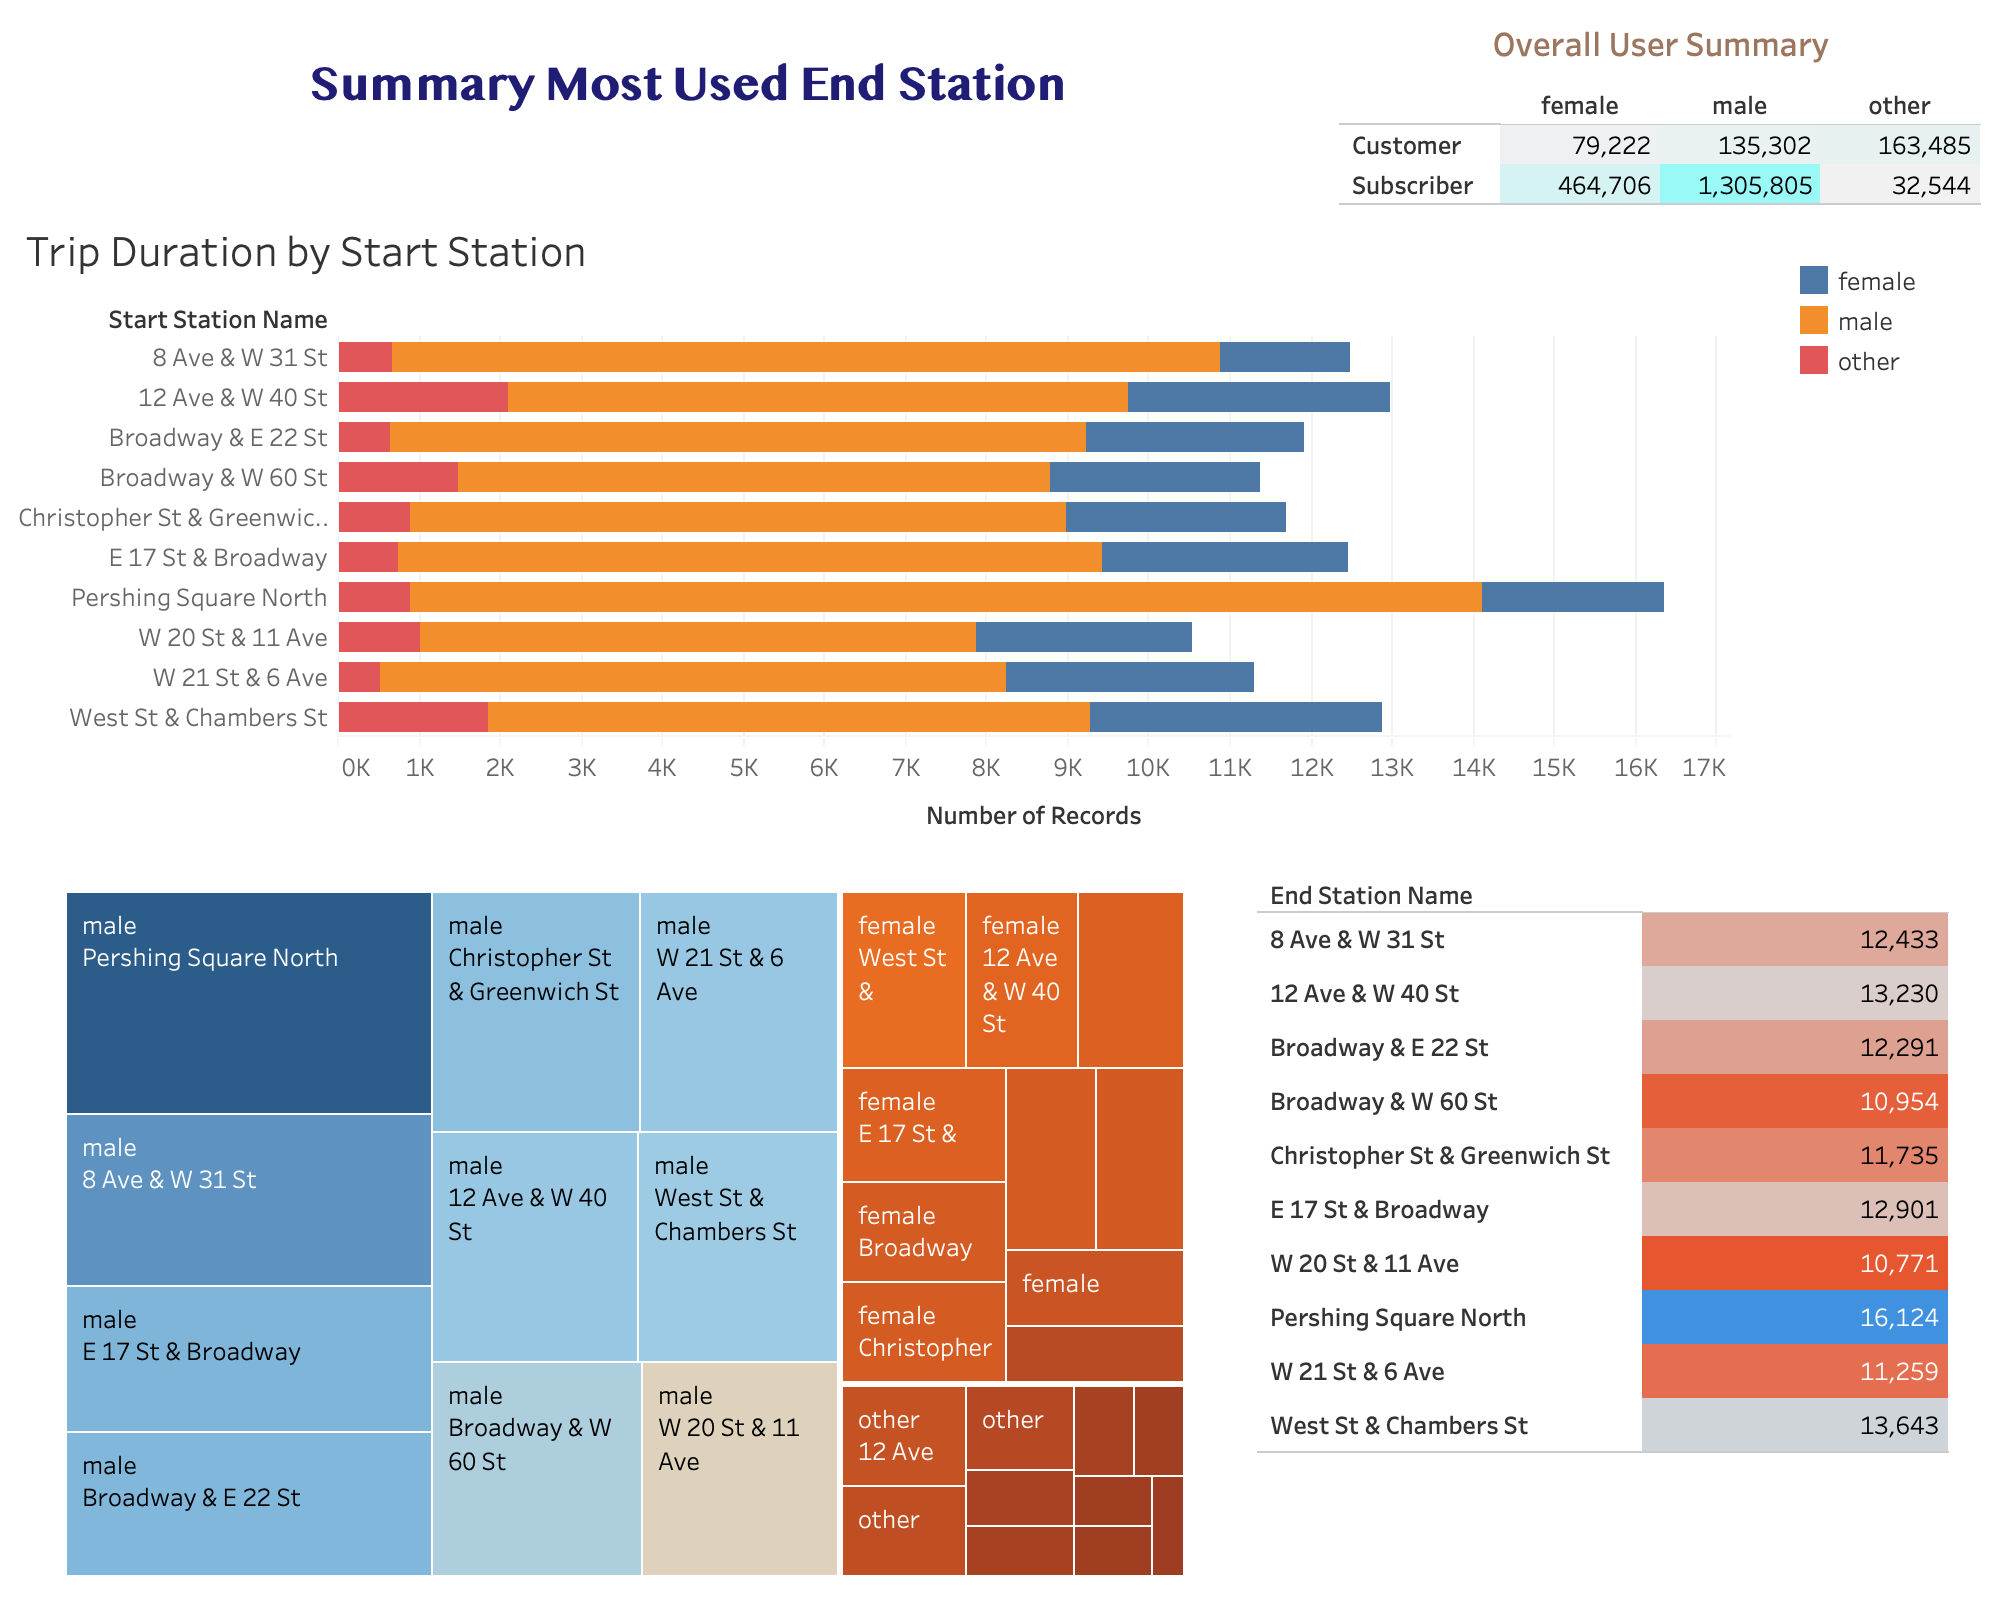 Summary Most Used End Station
Overall User Summary
female male other
Customer 79,222 135,302 163,485
Subscriber 464,706 1,305,805 32,544
Trip Duration by Start Station
female
male
other
Start Station Name
8 Ave & W 31 St
12 Ave & W 40 St
Broadway & E 22 St
Broadway & W 60 St
Christopher St & Greenwic..
E 17 St & Broadway
Pershing Square North
W 20 St & 11 Ave
W 21 St & 6 Ave
West St & Chambers St
0K 1K 2K 3K 4K 5K 6K 7K 8K 9K 10K 11K 12K 13K 14K 15K 16K 17K
Number of Records
male
Pershing Square North
male
8 Ave & W 31 St
male
E 17 St & Broadway
male
Broadway & E 22 St
male
Christopher St
& Greenwich St
male
W 21 St & 6
Ave
male
12 Ave & W 40
St
male
West St &
Chambers St
male
Broadway & W
60 St
male
W 20 St & 11
Ave
female
West St
&
female
12 Ave
& W 40
St
female
E 17 St &
female
Broadway
female
Christopher
female
other
12 Ave
other
other
End Station Name
8 Ave & W 31 St 12,433
12 Ave & W 40 St 13,230
Broadway & E 22 St 12,291
Broadway & W 60 St 10,954
Christopher St & Greenwich St 11,735
E 17 St & Broadway 12,901
W 20 St & 11 Ave 10,771
Pershing Square North 16,124
W 21 St & 6 Ave 11,259
West St & Chambers St 13,643